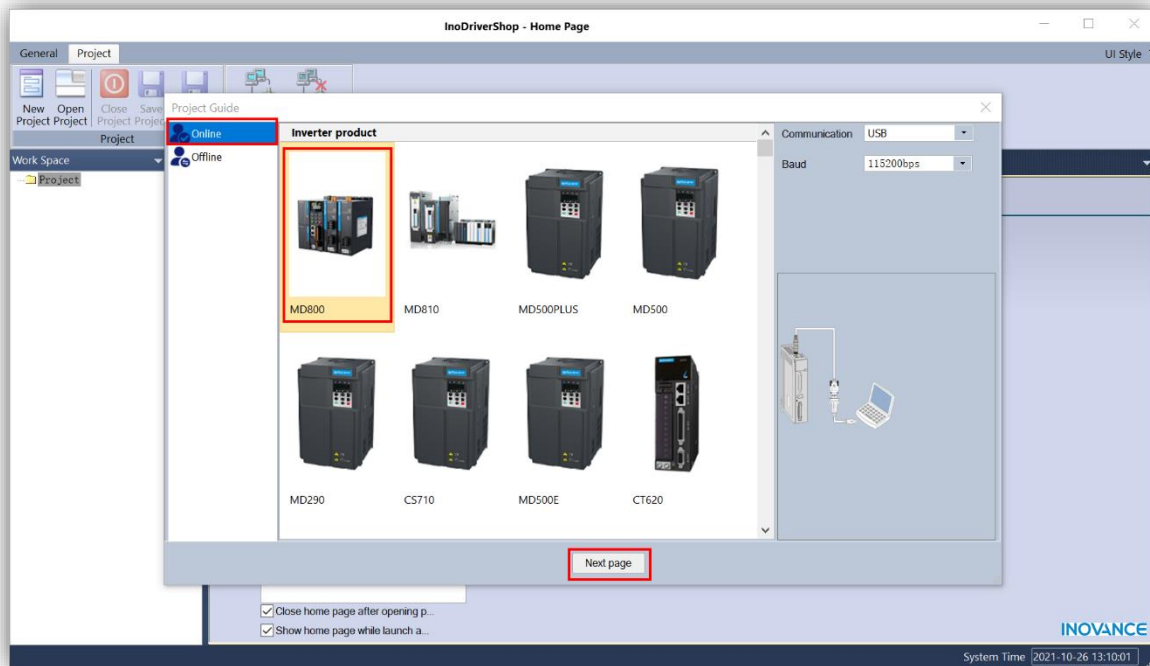 InoDriverShop - Home Page
General Project
UI Style
New Project
Open Project
Close Project
Save
Project
Project Guide
Work Space
Project
Online
Offline
Inverter product
MD800
MD810
MD500PLUS
MD500
MD290
CS710
MD500E
CT620
Communication USB
Baud 115200bps
Next page
Close home page after opening p...
Show home page while launch a...
INOVANCE
System Time 2021-10-26 13:10:01